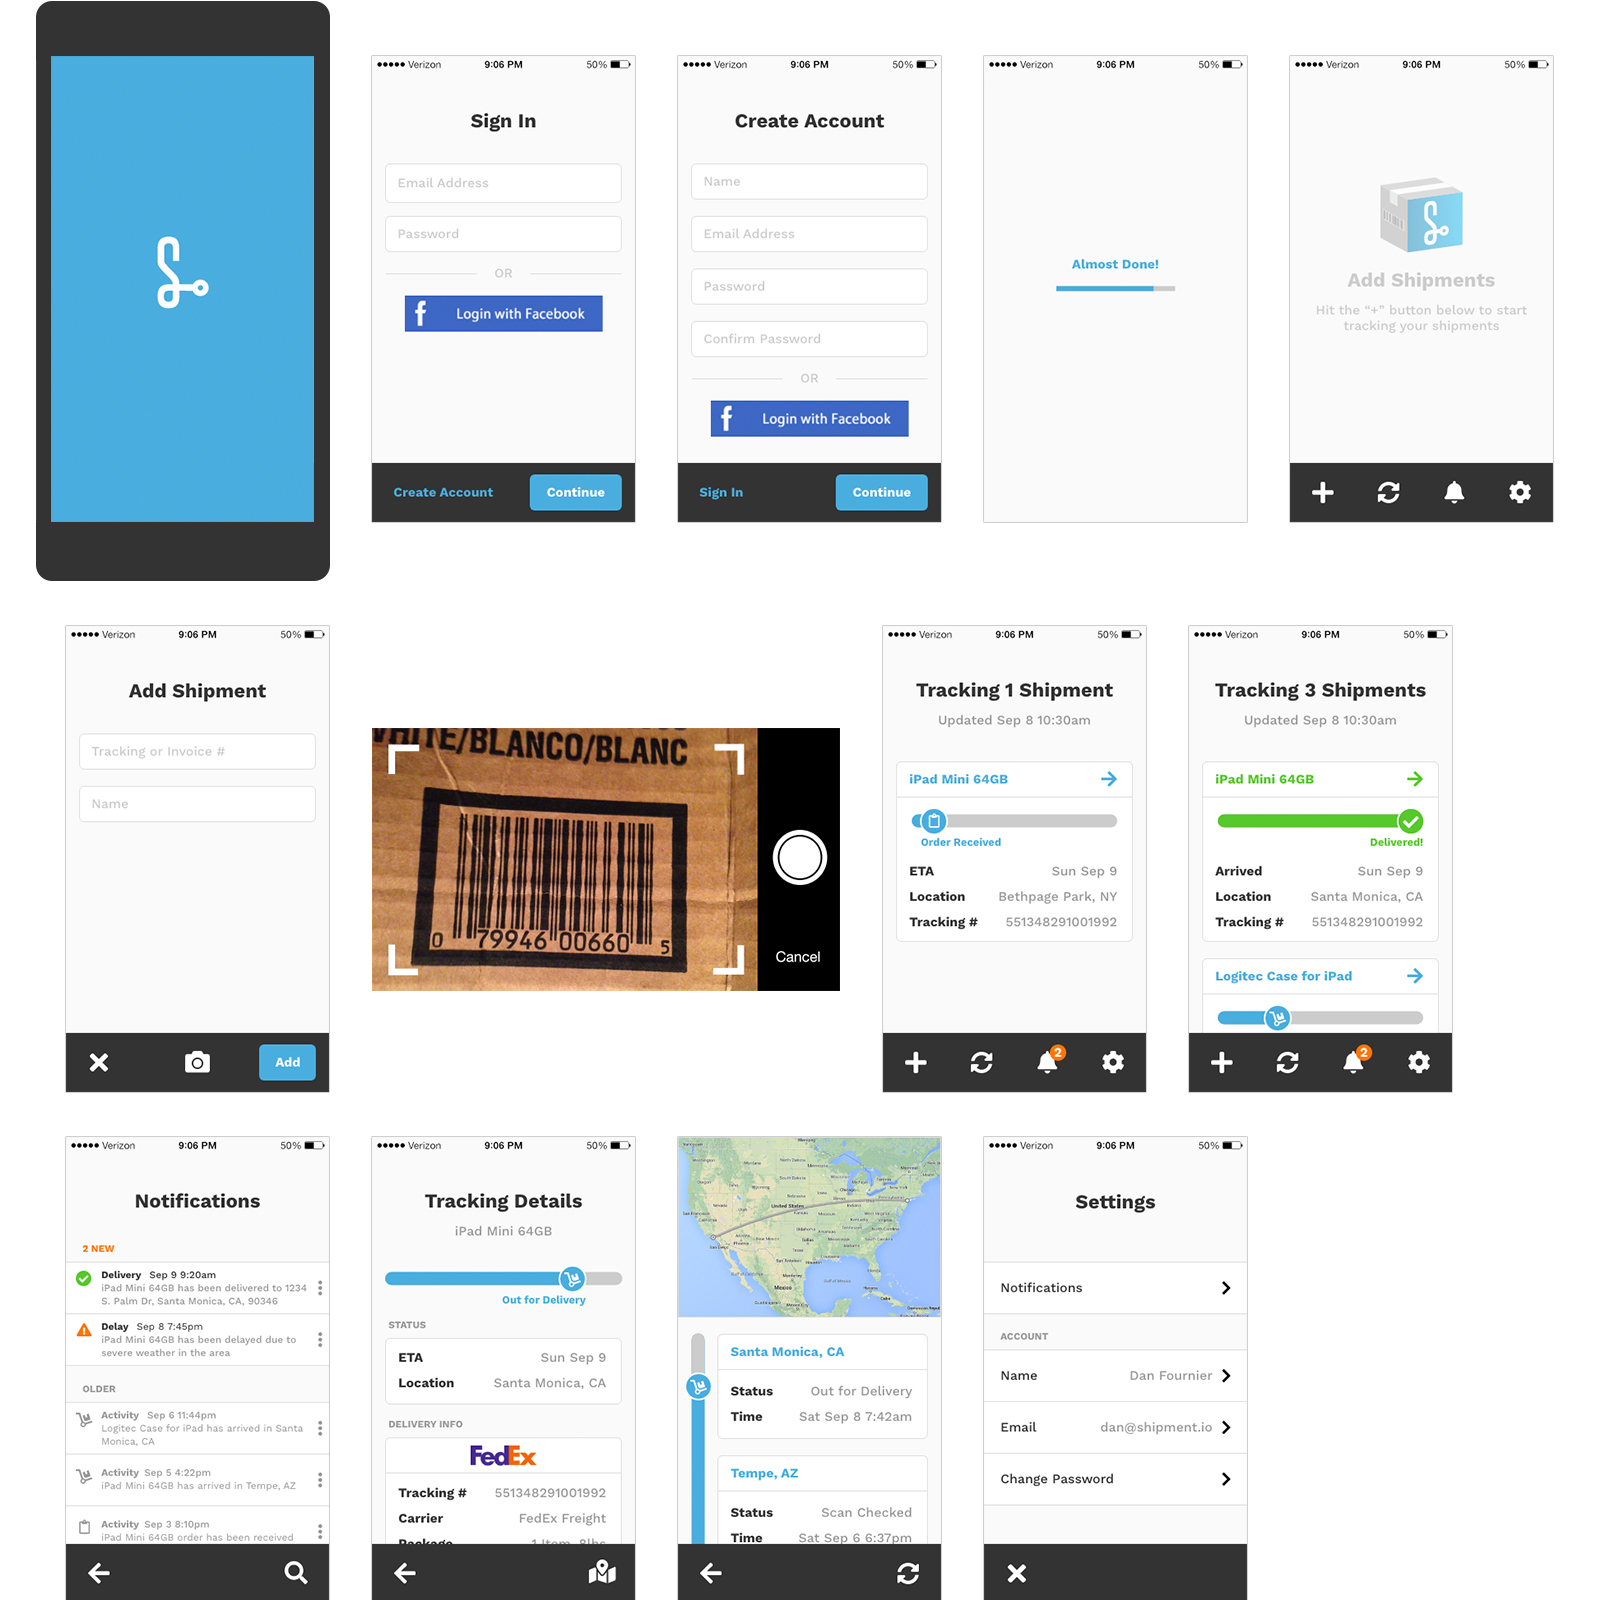 Verizon 9:06 PM 50%
Sign In
Email Address
Password
OR
Login with Facebook
Create Account Continue
Verizon 9:06 PM 50%
Create Account
Name
Email Address
Password
Confirm Password
OR
Login with Facebook
Sign In Continue
Verizon 9:06 PM 50%
Almost Done!
Verizon 9:06 PM 50%
Add Shipments
Hit the “+” button below to start
tracking your shipments
Verizon 9:06 PM 50%
Add Shipment
Tracking or Invoice #
Name
Add
WHITE/BLANCO/BLANC
0 79946 00660 5
Cancel
Verizon 9:06 PM 50%
Tracking 1 Shipment
Updated Sep 8 10:30am
iPad Mini 64GB
Order Received
ETA Sun Sep 9
Location Bethpage Park, NY
Tracking # 551348291001992
2
Verizon 9:06 PM 50%
Tracking 3 Shipments
Updated Sep 8 10:30am
iPad Mini 64GB
Delivered!
Arrived Sun Sep 9
Location Santa Monica, CA
Tracking # 551348291001992
Logitec Case for iPad
2
Verizon 9:06 PM 50%
Notifications
2 NEW
Delivery Sep 9 9:20am
iPad Mini 64GB has been delivered to 1234
S. Palm Dr, Santa Monica, CA, 90346
Delay Sep 8 7:45pm
iPad Mini 64GB has been delayed due to
severe weather in the area
OLDER
Activity Sep 6 11:44pm
Logitec Case for iPad has arrived in Santa
Monica, CA
Activity Sep 5 4:22pm
iPad Mini 64GB has arrived in Tempe, AZ
Activity Sep 3 8:10pm
iPad Mini 64GB order has been received
Verizon 9:06 PM 50%
Tracking Details
iPad Mini 64GB
Out for Delivery
STATUS
ETA Sun Sep 9
Location Santa Monica, CA
DELIVERY INFO
FedEx
Tracking # 551348291001992
Carrier FedEx Freight
Package 1 Item, 8lbs
United States
Mexico
Santa Monica, CA
Status Out for Delivery
Time Sat Sep 8 7:42am
Tempe, AZ
Status Scan Checked
Time Sat Sep 6 6:37pm
Verizon 9:06 PM 50%
Settings
Notifications
ACCOUNT
Name Dan Fournier
Email dan@shipment.io
Change Password